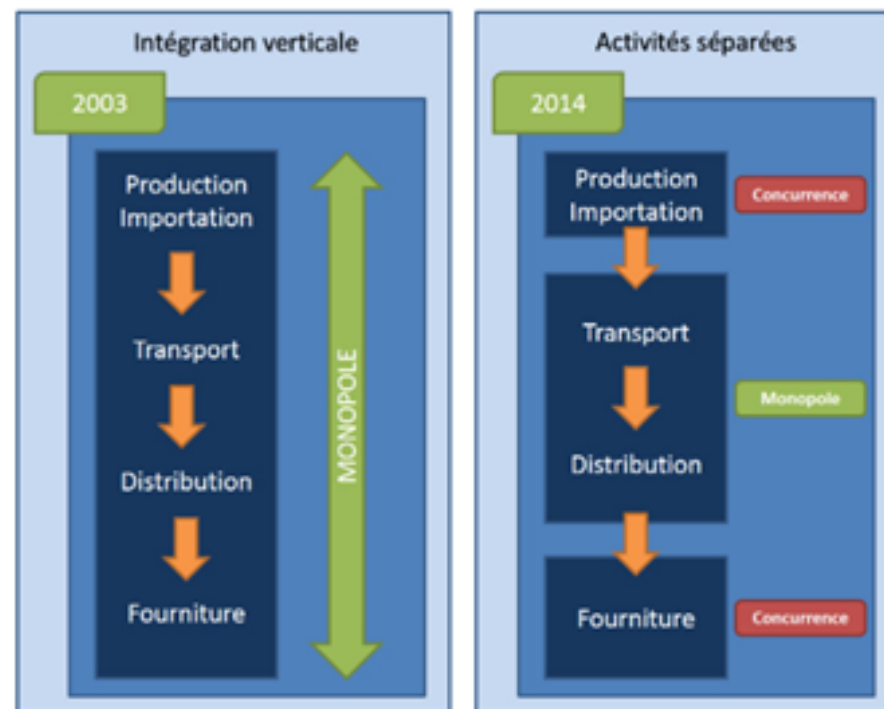 Intégration verticale
2003
Production
Importation
Transport
Distribution
Fourniture
MONOPOLE
Activités séparées
2014
Production
Importation
Concurrence
Transport
Monopole
Distribution
Fourniture
Concurrence